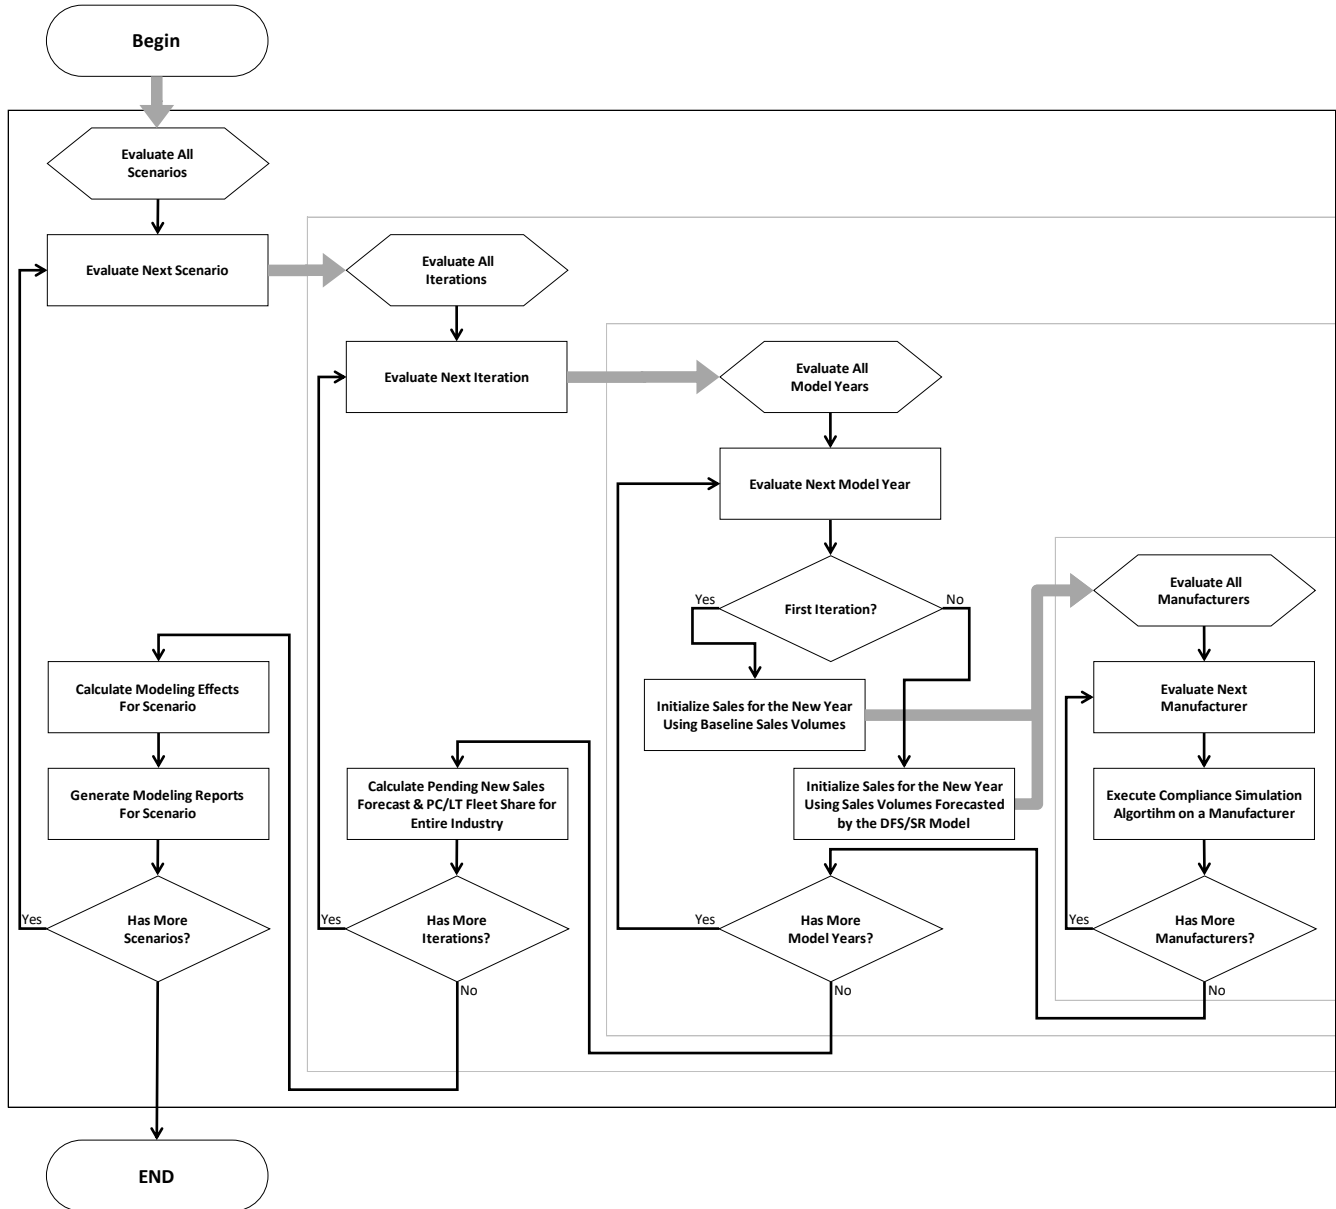 Begin
Evaluate All
Scenarios
Evaluate Next Scenario
Evaluate All
Iterations
Evaluate Next Iteration
Evaluate All
Model Years
Evaluate Next Model Year
First Iteration?
Yes
No
Initialize Sales for the New Year
Using Baseline Sales Volumes
Initialize Sales for the New Year
Using Sales Volumes Forecasted
by the DFS/SR Model
Evaluate All
Manufacturers
Evaluate Next
Manufacturer
Execute Compliance Simulation
Algortihm on a Manufacturer
Has More
Manufacturers?
Yes
No
Has More
Model Years?
Yes
No
Calculate Pending New Sales
Forecast & PC/LT Fleet Share for
Entire Industry
Has More
Iterations?
Yes
No
Calculate Modeling Effects
For Scenario
Generate Modeling Reports
For Scenario
Has More
Scenarios?
Yes
END